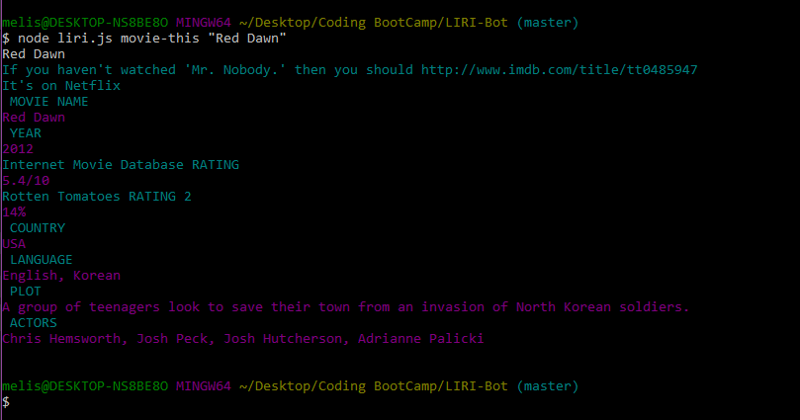 melis@DESKTOP-NS8BE8O MINGW64 ~/Desktop/Coding BootCamp/LIRI-Bot (master)
$ node liri.js movie-this "Red Dawn"
Red Dawn
If you haven't watched 'Mr. Nobody.' then you should http://www.imdb.com/title/tt0485947
It's on Netflix
MOVIE NAME
Red Dawn
YEAR
2012
Internet Movie Database RATING
5.4/10
Rotten Tomatoes RATING 2
14%
COUNTRY
USA
LANGUAGE
English, Korean
PLOT
A group of teenagers look to save their town from an invasion of North Korean soldiers.
ACTORS
Chris Hemsworth, Josh Peck, Josh Hutcherson, Adrianne Palicki
melis@DESKTOP-NS8BE8O MINGW64 ~/Desktop/Coding BootCamp/LIRI-Bot (master)
$